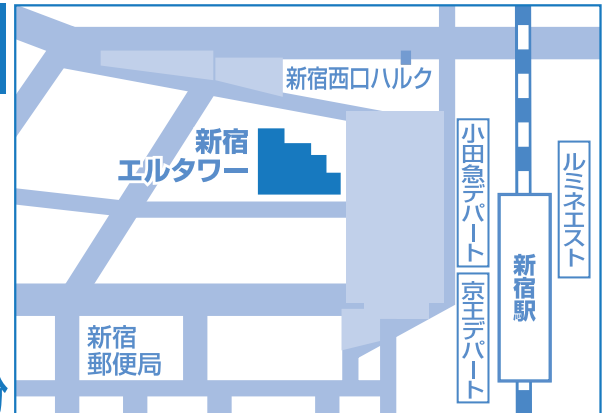 新宿西口ハルク
新宿
エルタワー
小田急デパート
ルミネエスト
新宿駅
京王デパート
新宿
郵便局